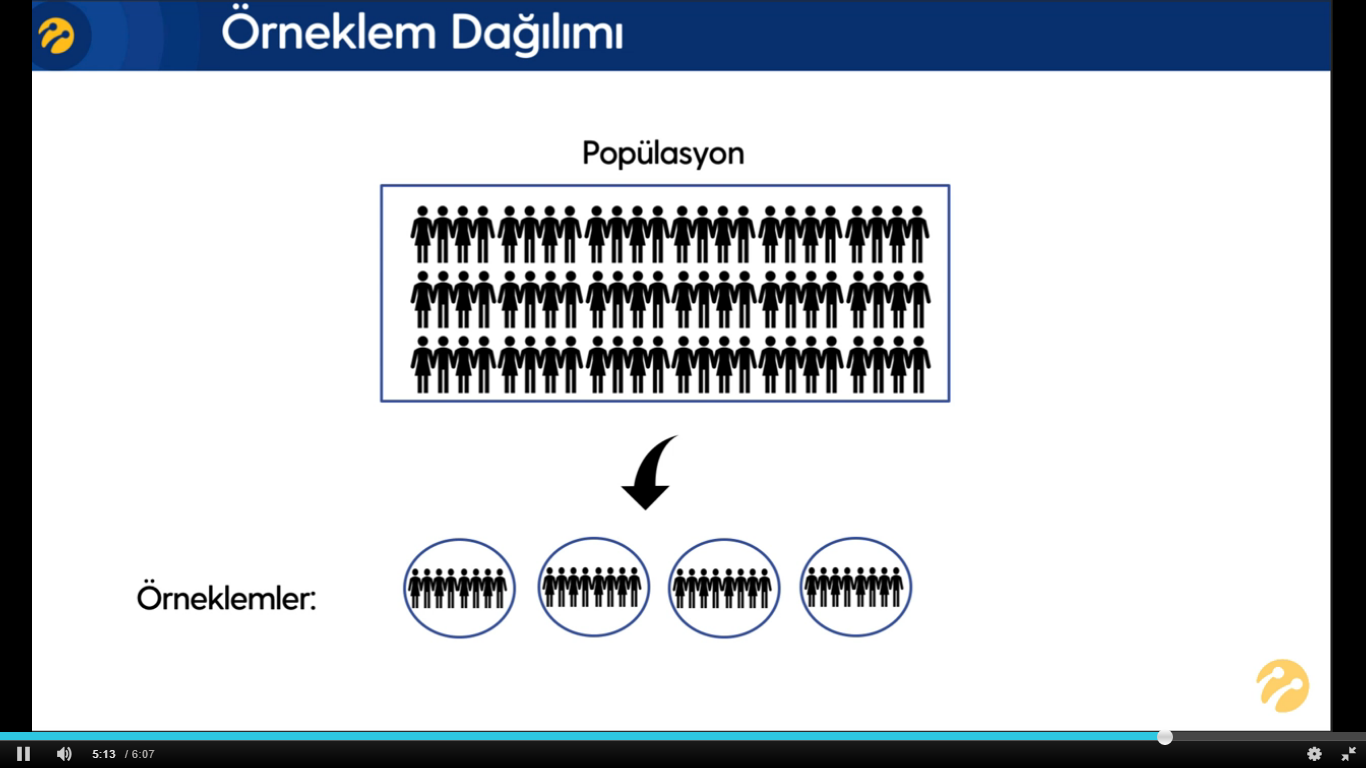 Örneklem Dağılımı
Popülasyon
Örneklemler:
5:13 / 6:07